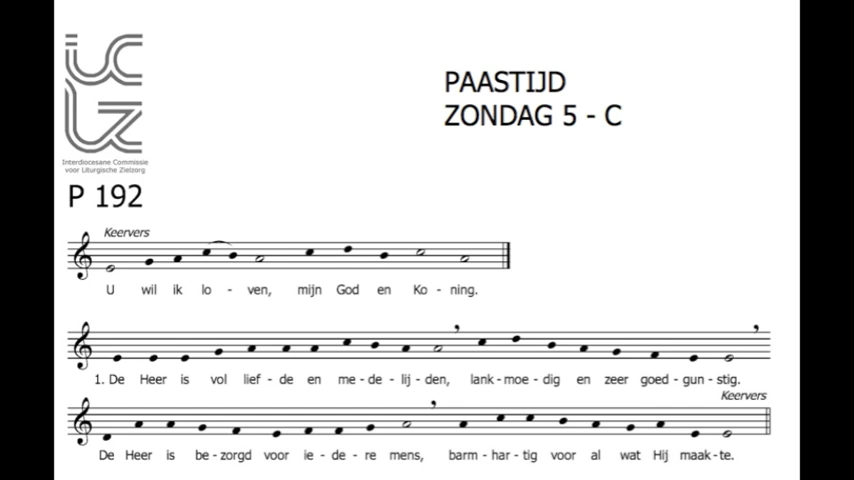 PAASTIJD
ZONDAG 5 - C
Interdiocesane Commissie
voor Liturgische Zielzorg
P 192
Keervers
U wil ik lo - ven, mijn God en Ko - ning.
1. De Heer is vol lief - de en me - de - lij - den, lank - moe - dig en zeer goed - gun - stig.
Keervers
De Heer is be - zorgd voor ie - de - re mens, barm - har - tig voor al wat Hij maak - te.